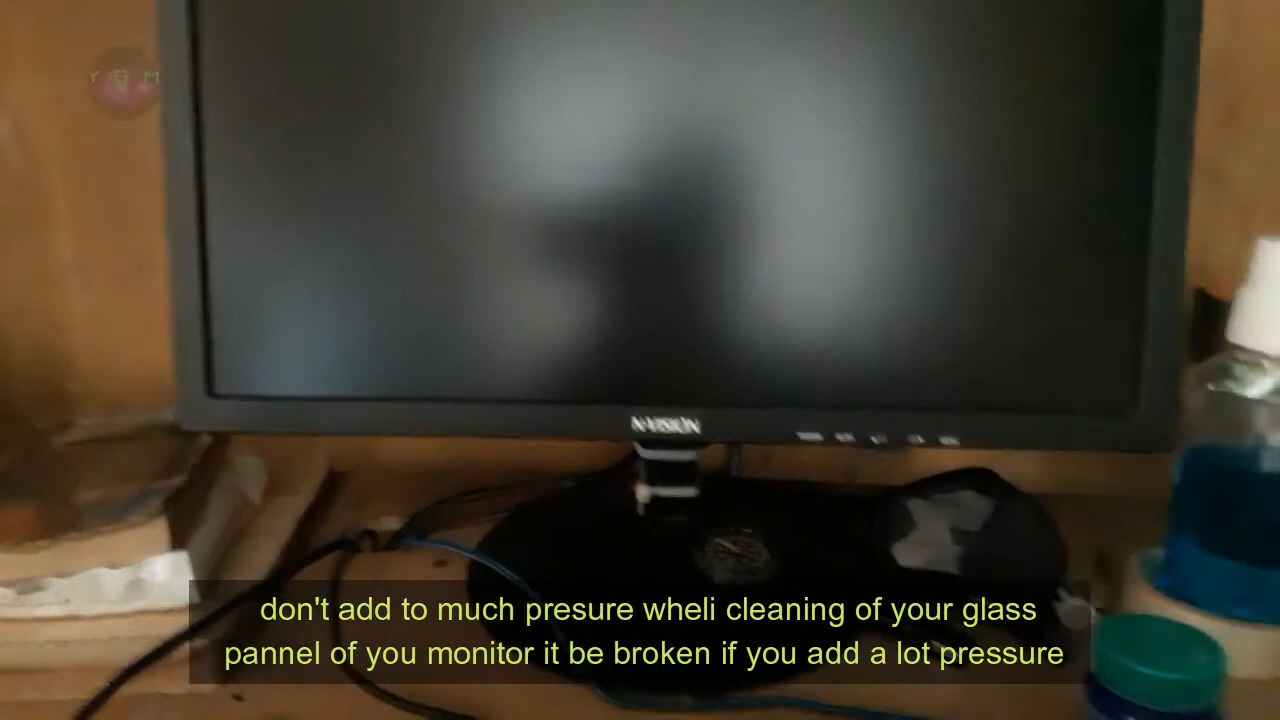 Y G M
N-VISION
don't add to much presure wheli cleaning of your glass
pannel of you monitor it be broken if you add a lot pressure